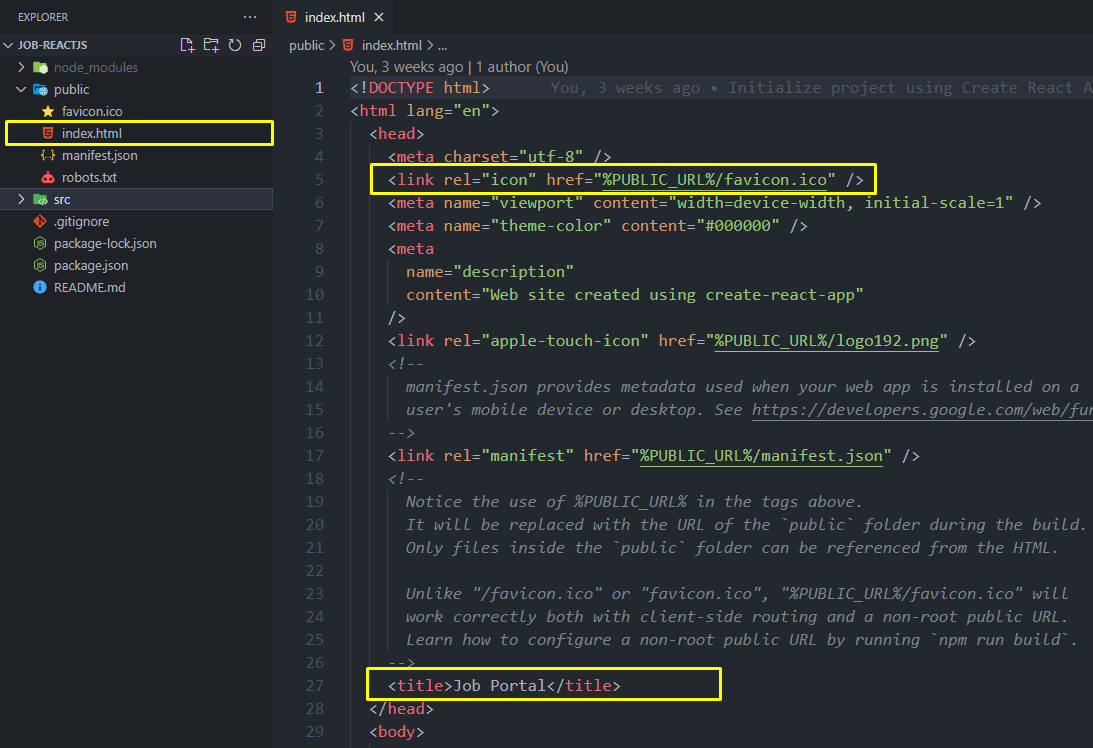 EXPLORER
...
index.html
JOB-REACTJS
node_modules
public
favicon.ico
index.html
manifest.json
robots.txt
src
.gitignore
package-lock.json
package.json
README.md
public > index.html > ...
You, 3 weeks ago | 1 author (You)
1 <!DOCTYPE html> You, 3 weeks ago • Initialize project using Create React A
2 <html lang="en">
3 <head>
4 <meta charset="utf-8" />
5 <link rel="icon" href="%PUBLIC_URL%/favicon.ico" />
6 <meta name="viewport" content="width=device-width, initial-scale=1" />
7 <meta name="theme-color" content="#000000" />
8 <meta
9 name="description"
10 content="Web site created using create-react-app"
11 />
12 <link rel="apple-touch-icon" href="%PUBLIC_URL%/logo192.png" />
13 <!--
14 manifest.json provides metadata used when your web app is installed on a
15 user's mobile device or desktop. See https://developers.google.com/web/fun
16 -->
17 <link rel="manifest" href="%PUBLIC_URL%/manifest.json" />
18 <!--
19 Notice the use of %PUBLIC_URL% in the tags above.
20 It will be replaced with the URL of the `public` folder during the build.
21 Only files inside the `public` folder can be referenced from the HTML.
22
23 Unlike "/favicon.ico" or "favicon.ico", "%PUBLIC_URL%/favicon.ico" will
24 work correctly both with client-side routing and a non-root public URL.
25 Learn how to configure a non-root public URL by running `npm run build`.
26 -->
27 <title>Job Portal</title>
28 </head>
29 <body>